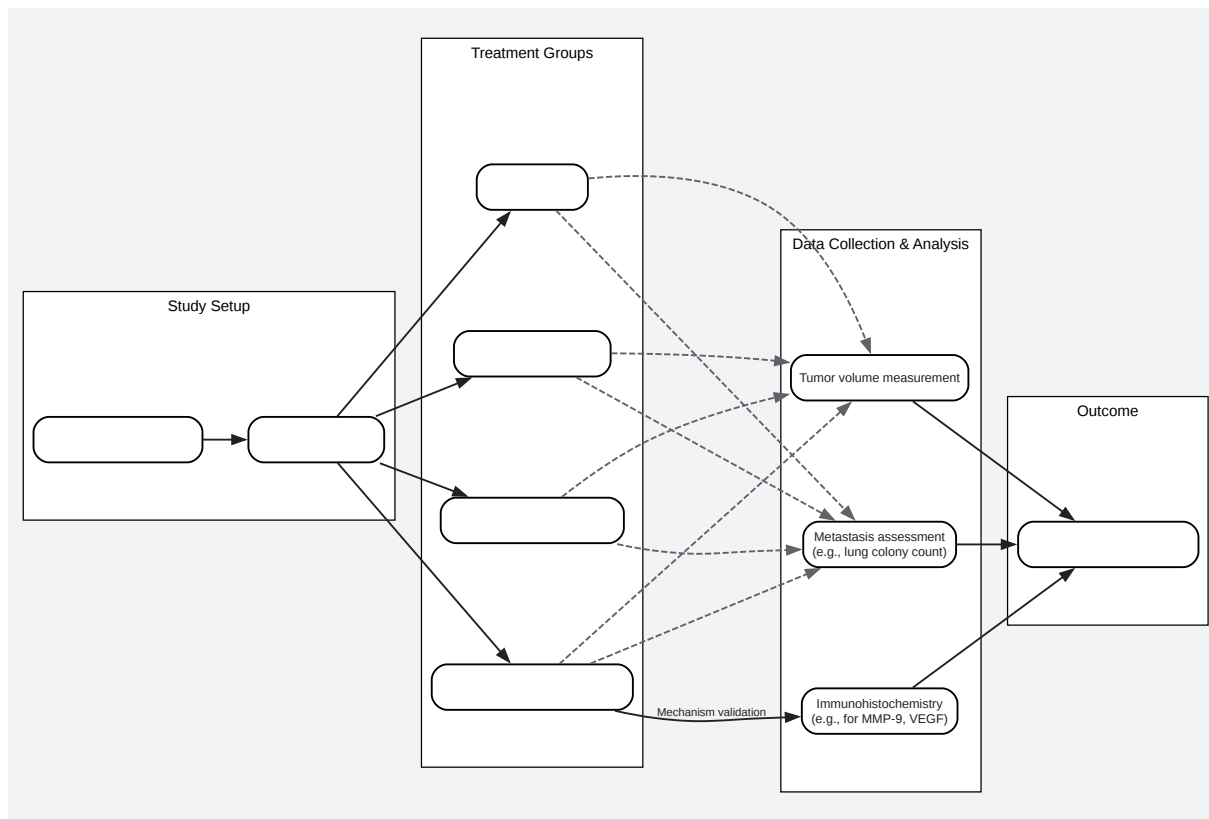 Treatment Groups
Study Setup
Data Collection & Analysis
Tumor volume measurement
Outcome
Metastasis assessment
(e.g., lung colony count)
Mechanism validation
Immunohistochemistry
(e.g., for MMP-9, VEGF)